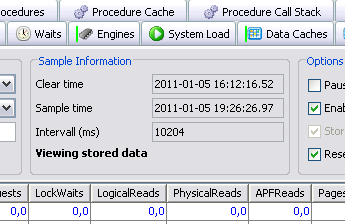 ocedures Procedure Cache Procedure Call Stack
Waits Engines System Load Data Caches
Sample Information Options
Clear time 2011-01-05 16:12:16.52 Paus
Sample time 2011-01-05 19:26:26.97 Enab
Intervall (ms) 10204 Stor
Viewing stored data Rese
uests LockWaits LogicalReads PhysicalReads APFReads Pages
0,0 0,0 0,0 0,0 0,0